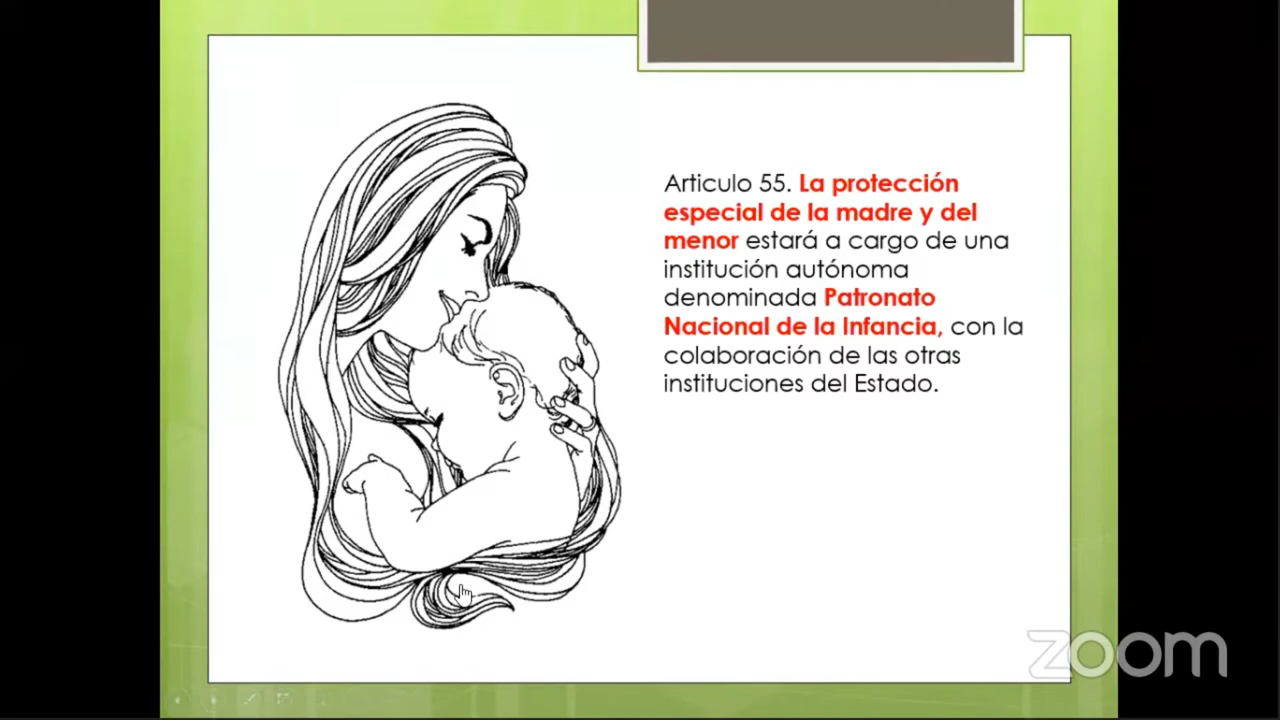 Articulo 55. La protección
especial de la madre y del
menor estará a cargo de una
institución autónoma
denominada Patronato
Nacional de la Infancia, con la
colaboración de las otras
instituciones del Estado.
zoom